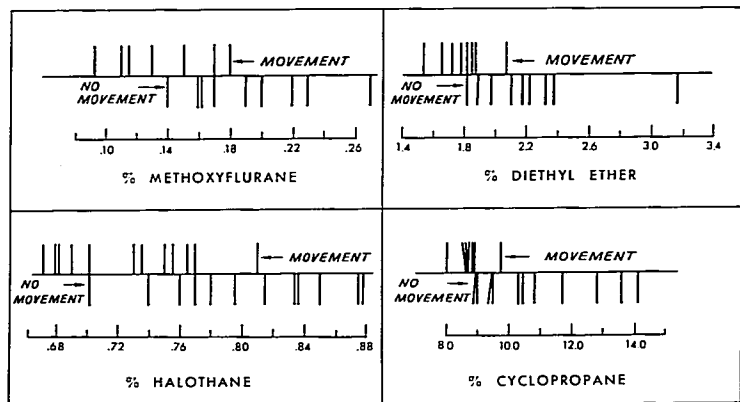 MOVEMENT
NO
MOVEMENT
.10 .14 .18 .22 .26
% METHOXYFLURANE
MOVEMENT
NO
MOVEMENT
1.4 1.8 2.2 2.6 3.0 3.4
% DIETHYL ETHER
MOVEMENT
NO
MOVEMENT
.68 .72 .76 .80 .84 .88
% HALOTHANE
MOVEMENT
NO
MOVEMENT
8.0 10.0 12.0 14.0
% CYCLOPROPANE